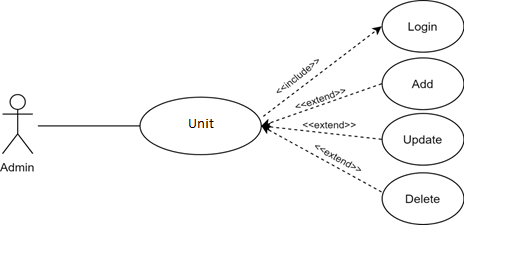 Login
<<include>>
Add
<<extend>>
Unit
<<extend>>
Update
<<extend>>
Admin
Delete